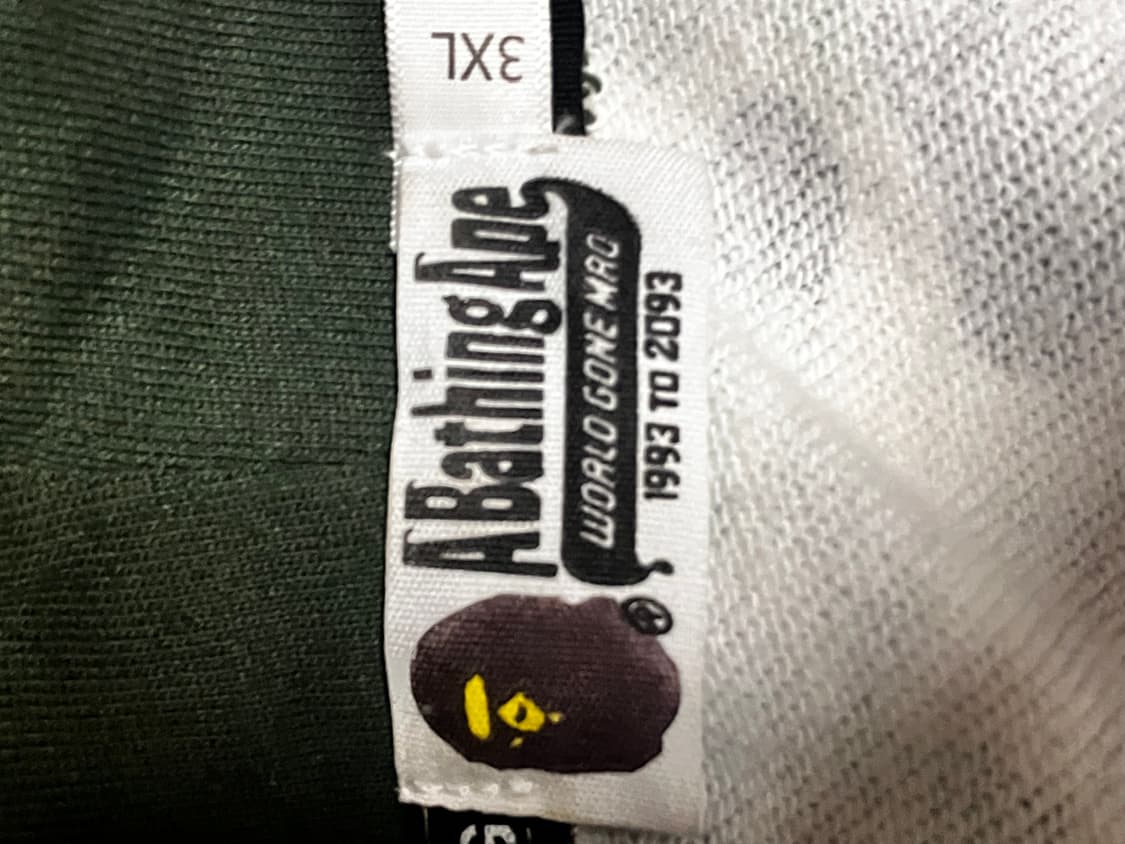 3XL
ABathingApe
WORLD GONE MAD
1993 TO 2093
®